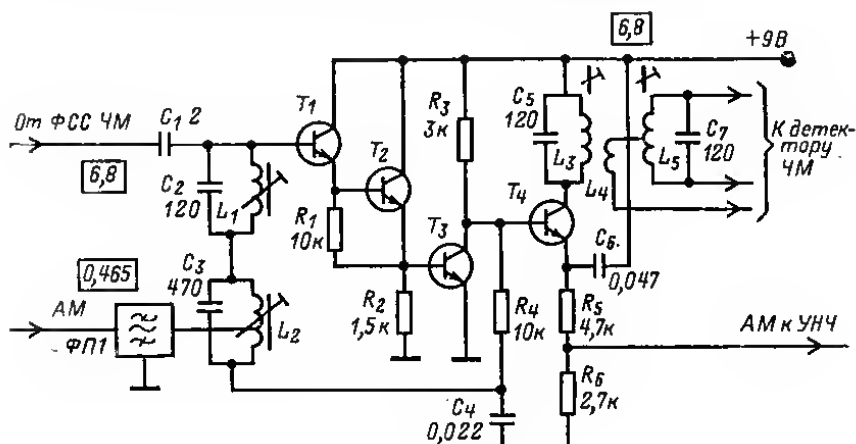 6,8
+9В
От ФСС ЧМ
C₁ 2
T₁
R₃
3к
C₅
120
6,8
C₂
120
L₁
T₂
L₃
L₄
L₅
C₇
120
К детек-
тору
ЧМ
R₁
10к
T₃
T₄
0,465
C₃
470
C₆
0,047
АМ
ФП1
L₂
R₂
1,5к
R₄
10к
R₅
4,7к
АМ к УНЧ
C₄
0,022
R₆
2,7к